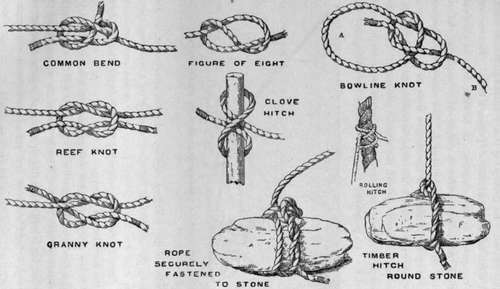 COMMON BEND
FIGURE OF EIGHT
A
B
BOWLINE KNOT
REEF KNOT
CLOVE
HITCH
ROLLING
HITCH
GRANNY KNOT
ROPE
SECURELY
FASTENED
TO STONE
TIMBER
HITCH
ROUND STONE